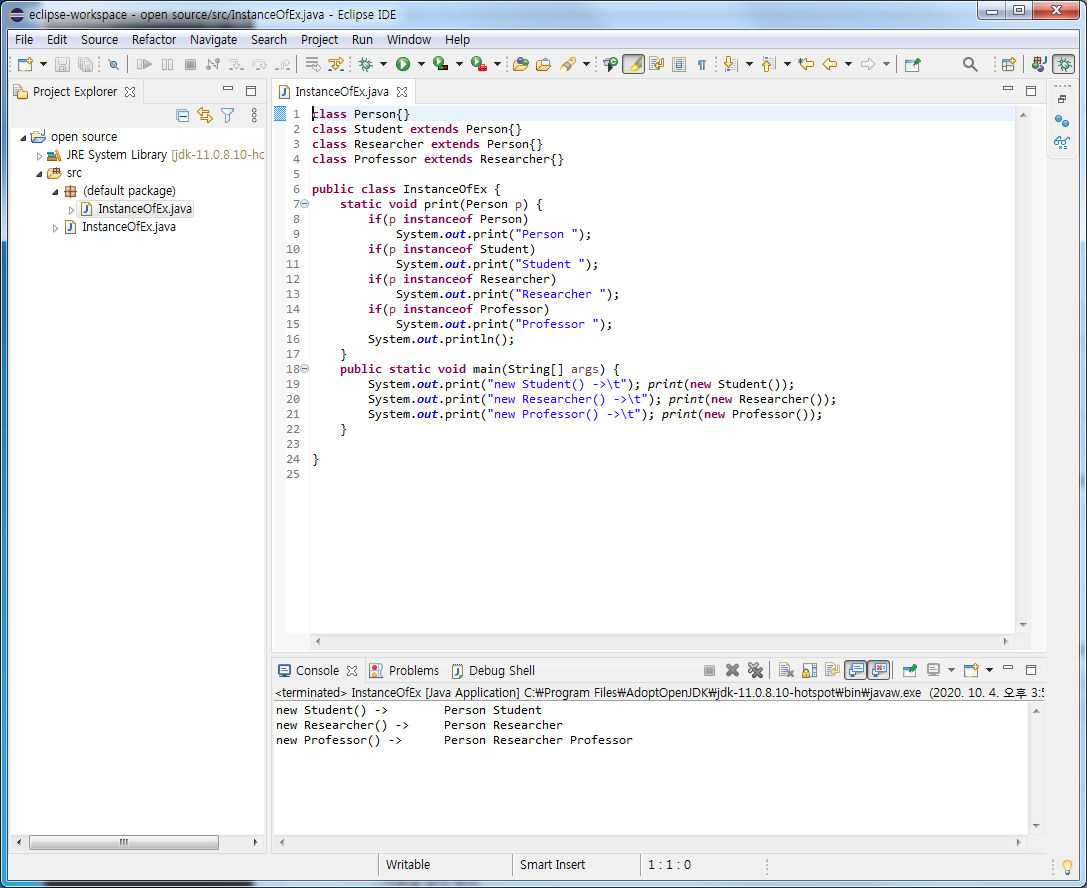 eclipse-workspace - open source/src/InstanceOfEx.java - Eclipse IDE
File Edit Source Refactor Navigate Search Project Run Window Help
Project Explorer
open source
JRE System Library [jdk-11.0.8.10-hc
src
(default package)
InstanceOfEx.java
InstanceOfEx.java
InstanceOfEx.java
1 class Person{}
2 class Student extends Person{}
3 class Researcher extends Person{}
4 class Professor extends Researcher{}
5
6 public class InstanceOfEx {
7 static void print(Person p) {
8 if(p instanceof Person)
9 System.out.print("Person ");
10 if(p instanceof Student)
11 System.out.print("Student ");
12 if(p instanceof Researcher)
13 System.out.print("Researcher ");
14 if(p instanceof Professor)
15 System.out.print("Professor ");
16 System.out.println();
17 }
18 public static void main(String[] args) {
19 System.out.print("new Student() ->\t"); print(new Student());
20 System.out.print("new Researcher() ->\t"); print(new Researcher());
21 System.out.print("new Professor() ->\t"); print(new Professor());
22 }
23
24 }
25
Console Problems Debug Shell
<terminated> InstanceOfEx [Java Application] C:₩Program Files₩AdoptOpenJDK₩jdk-11.0.8.10-hotspot₩bin₩javaw.exe (2020. 10. 4. 오후 3:5
new Student() -> Person Student
new Researcher() -> Person Researcher
new Professor() -> Person Researcher Professor
Writable Smart Insert 1 : 1 : 0